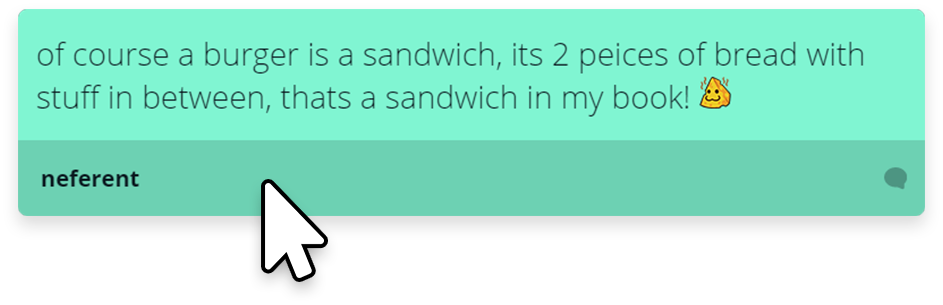 of course a burger is a sandwich, its 2 peices of bread with
stuff in between, thats a sandwich in my book!
neferent